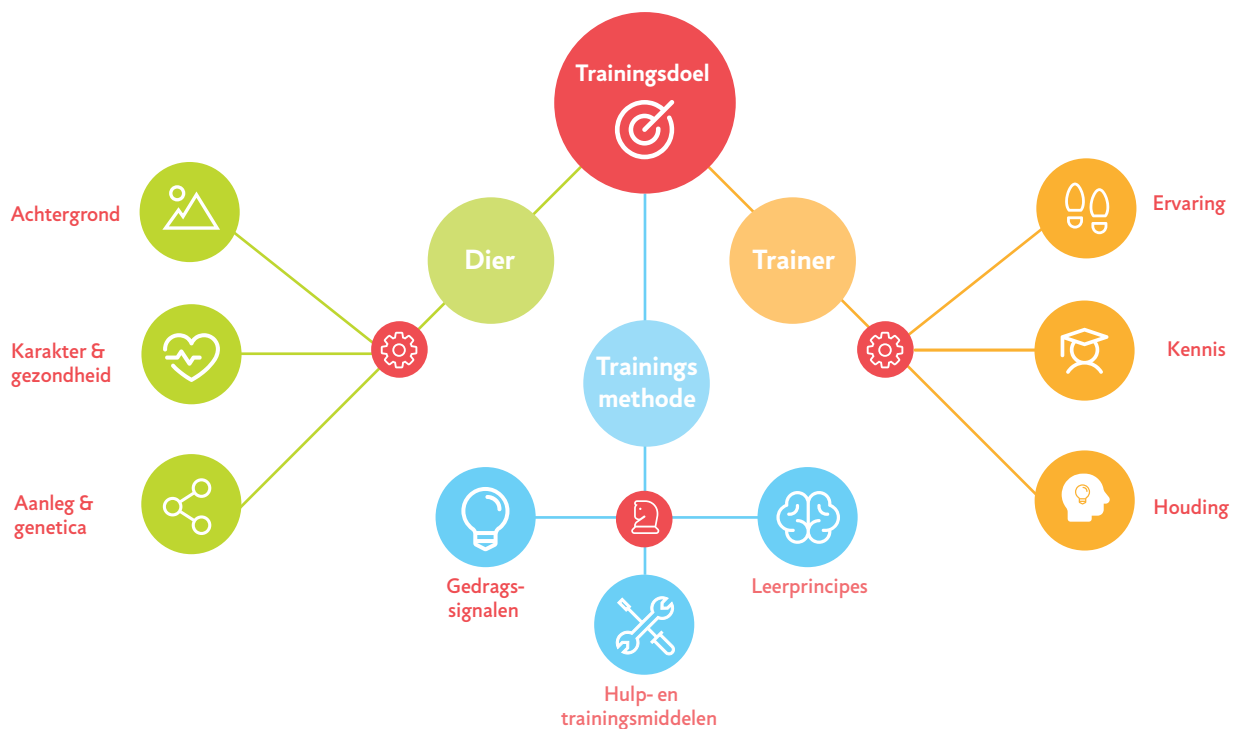 Trainingsdoel
Achtergrond
Karakter &
gezondheid
Aanleg &
genetica
Dier
Trainings
methode
Gedrags-
signalen
Hulp- en
trainingsmiddelen
Leerprincipes
Trainer
Ervaring
Kennis
Houding